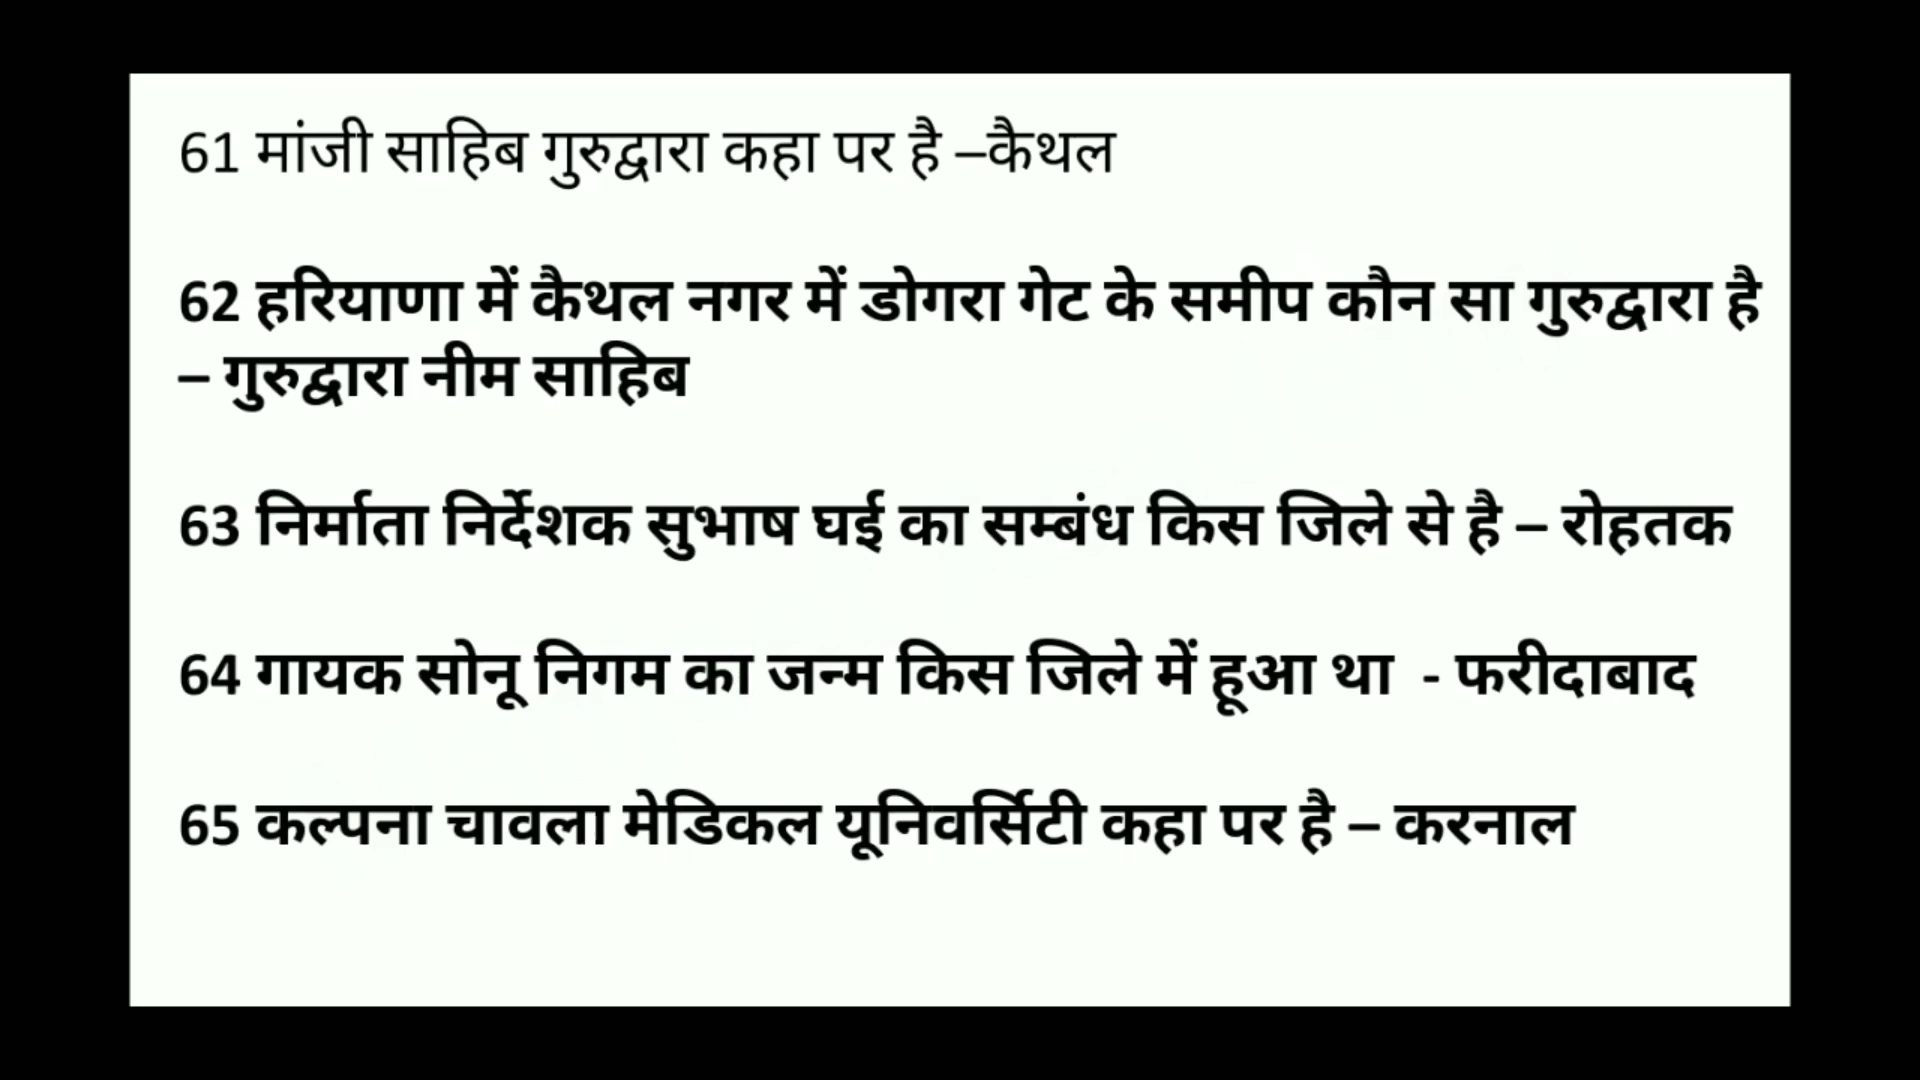 61 मांजी साहिब गुरुद्वारा कहा पर है –कैथल
62 हरियाणा में कैथल नगर में डोगरा गेट के समीप कौन सा गुरुद्वारा है
– गुरुद्वारा नीम साहिब
63 निर्माता निर्देशक सुभाष घई का सम्बंध किस जिले से है – रोहतक
64 गायक सोनू निगम का जन्म किस जिले में हूआ था - फरीदाबाद
65 कल्पना चावला मेडिकल यूनिवर्सिटी कहा पर है – करनाल